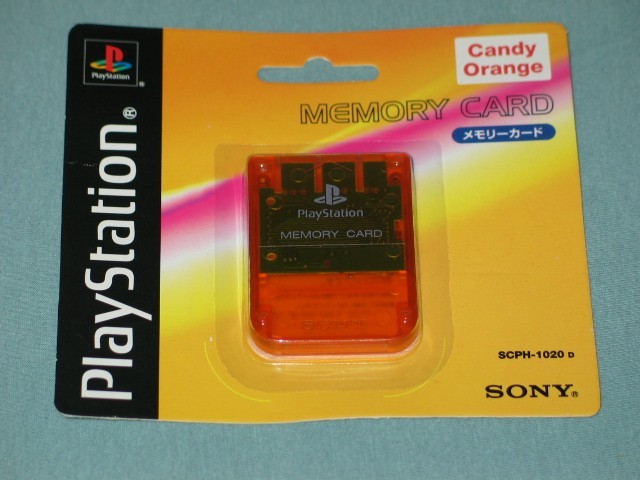 PlayStation
PlayStation®
Candy
Orange
MEMORY CARD
メモリーカード
PlayStation
MEMORY CARD
SCPH-1020 D
SONY.